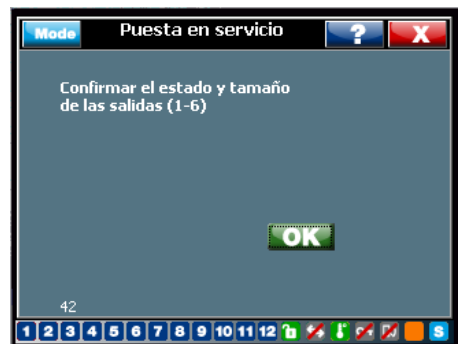 Mode
Puesta en servicio
?
X
Confirmar el estado y tamaño
de las salidas (1-6)
OK
42
1 2 3 4 5 6 7 8 9 10 11 12
S